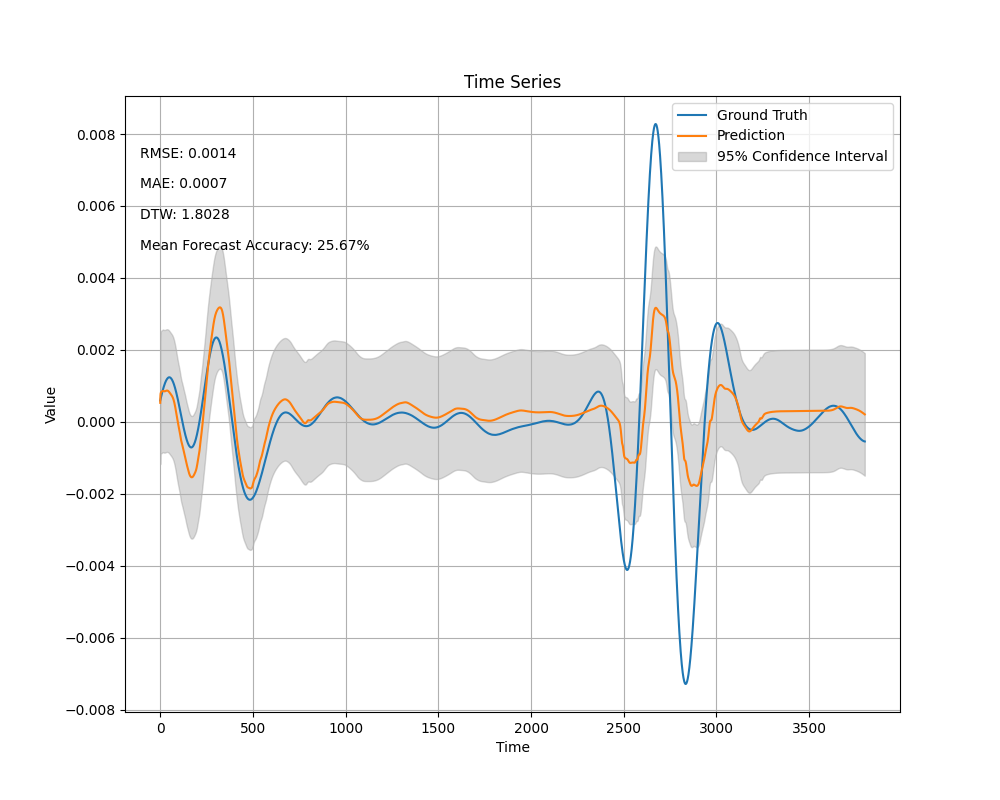 Time Series
Ground Truth
Prediction
95% Confidence Interval
RMSE: 0.0014
MAE: 0.0007
DTW: 1.8028
Mean Forecast Accuracy: 25.67%
Value
0.008
0.006
0.004
0.002
0.000
−0.002
−0.004
−0.006
−0.008
0 500 1000 1500 2000 2500 3000 3500
Time